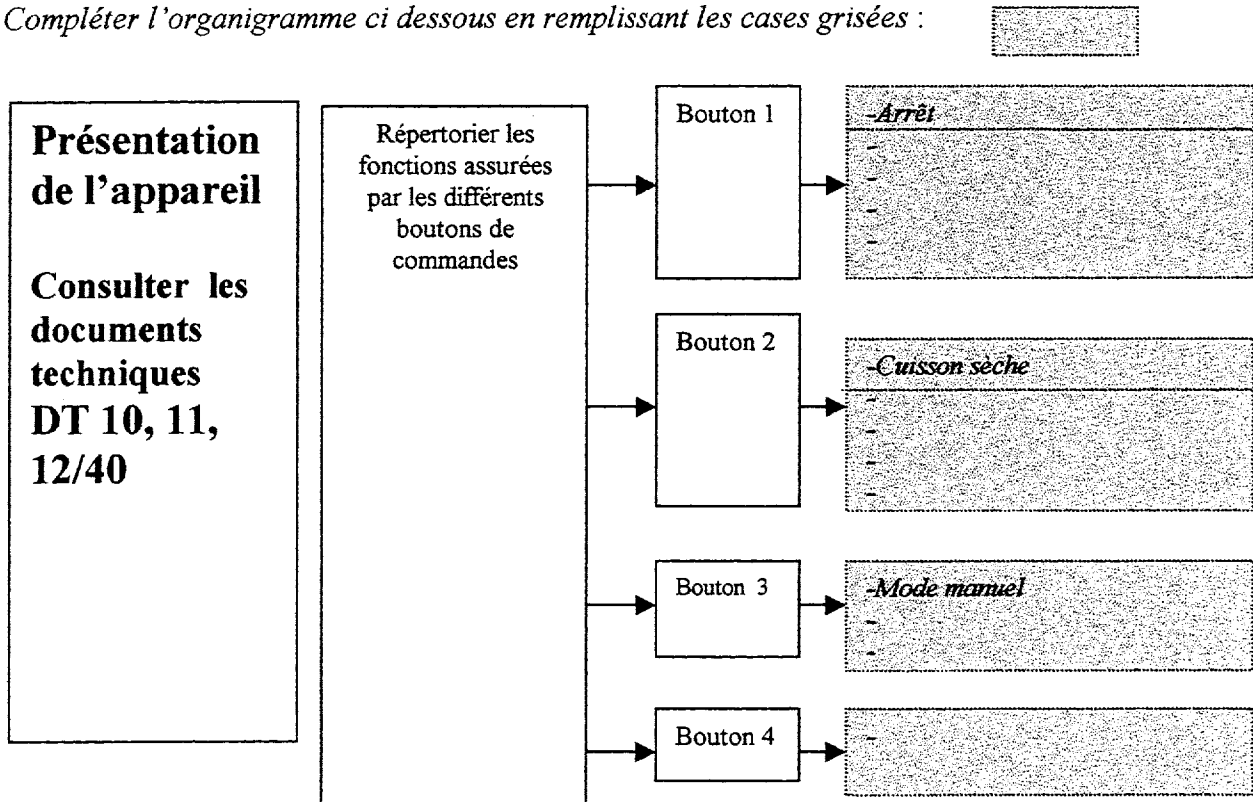 Compléter l'organigramme ci dessous en remplissant les cases grisées :
Présentation
de l'appareil
Consulter les
documents
techniques
DT 10, 11,
12/40
Répertorier les
fonctions assurées
par les différents
boutons de
commandes
Bouton 1
-Arrêt
-
-
-
-
Bouton 2
-Cuisson sèche
-
-
-
-
Bouton 3
-Mode manuel
-
-
Bouton 4
-